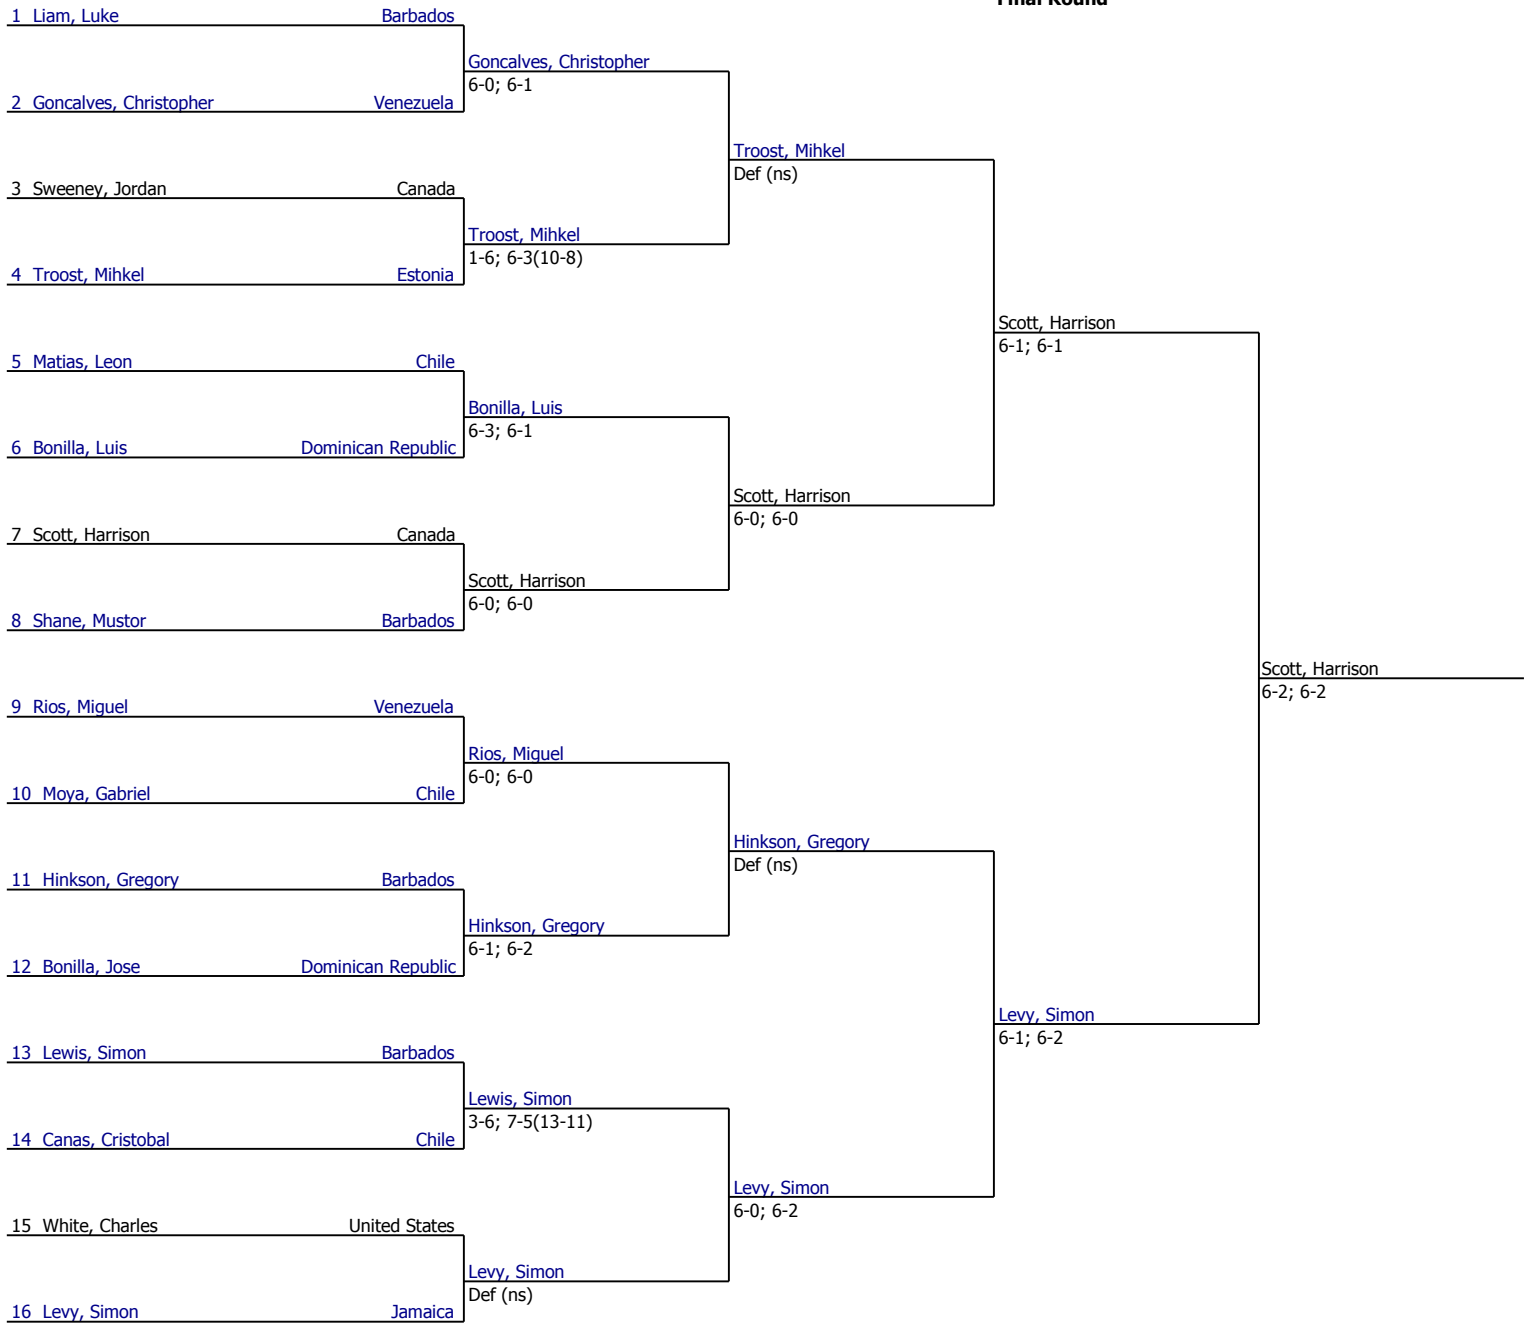 Final Round
1 Liam, Luke Barbados
Goncalves, Christopher
6-0; 6-1
2 Goncalves, Christopher Venezuela
Troost, Mihkel
Def (ns)
3 Sweeney, Jordan Canada
Troost, Mihkel
1-6; 6-3(10-8)
4 Troost, Mihkel Estonia
Scott, Harrison
6-1; 6-1
5 Matias, Leon Chile
Bonilla, Luis
6-3; 6-1
6 Bonilla, Luis Dominican Republic
Scott, Harrison
6-0; 6-0
7 Scott, Harrison Canada
Scott, Harrison
6-0; 6-0
8 Shane, Mustor Barbados
Scott, Harrison
6-2; 6-2
9 Rios, Miguel Venezuela
Rios, Miguel
6-0; 6-0
10 Moya, Gabriel Chile
Hinkson, Gregory
Def (ns)
11 Hinkson, Gregory Barbados
Hinkson, Gregory
6-1; 6-2
12 Bonilla, Jose Dominican Republic
Levy, Simon
6-1; 6-2
13 Lewis, Simon Barbados
Lewis, Simon
3-6; 7-5(13-11)
14 Canas, Cristobal Chile
Levy, Simon
6-0; 6-2
15 White, Charles United States
Levy, Simon
Def (ns)
16 Levy, Simon Jamaica